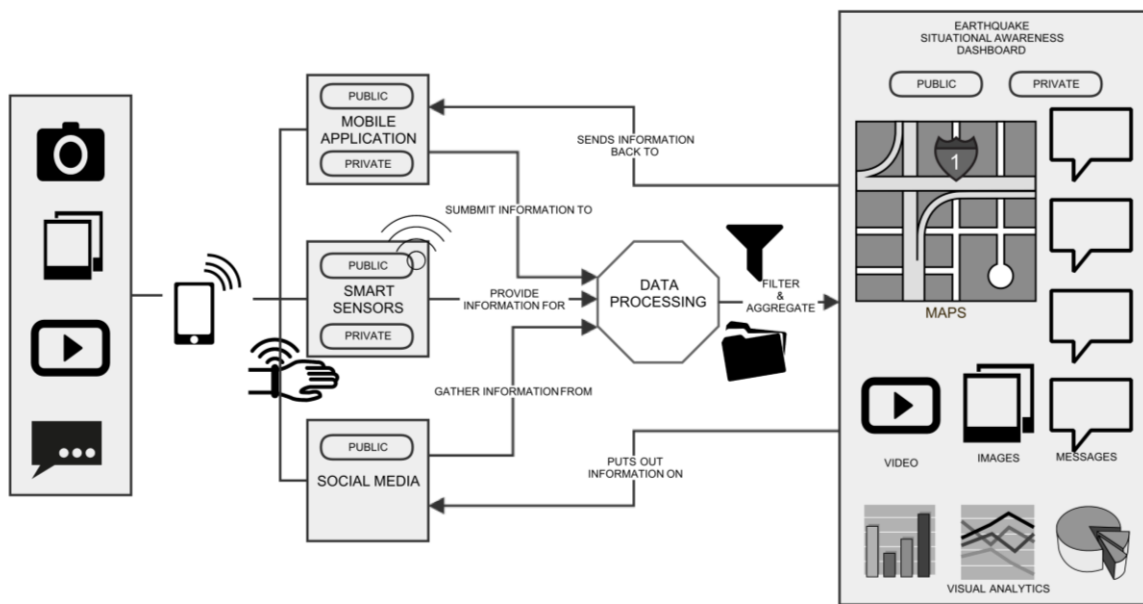 EARTHQUAKE
SITUATIONAL AWARENESS
DASHBOARD
PUBLIC
PRIVATE
PUBLIC
MOBILE
APPLICATION
PRIVATE
SENDS INFORMATION
BACK TO
1
SUMBMIT INFORMATION TO
PUBLIC
SMART
SENSORS
PRIVATE
PROVIDE
INFORMATION FOR
DATA
PROCESSING
FILTER
&
AGGREGATE
MAPS
GATHER INFORMATION FROM
PUBLIC
SOCIAL MEDIA
PUTS OUT
INFORMATION ON
VIDEO
IMAGES
MESSAGES
VISUAL ANALYTICS